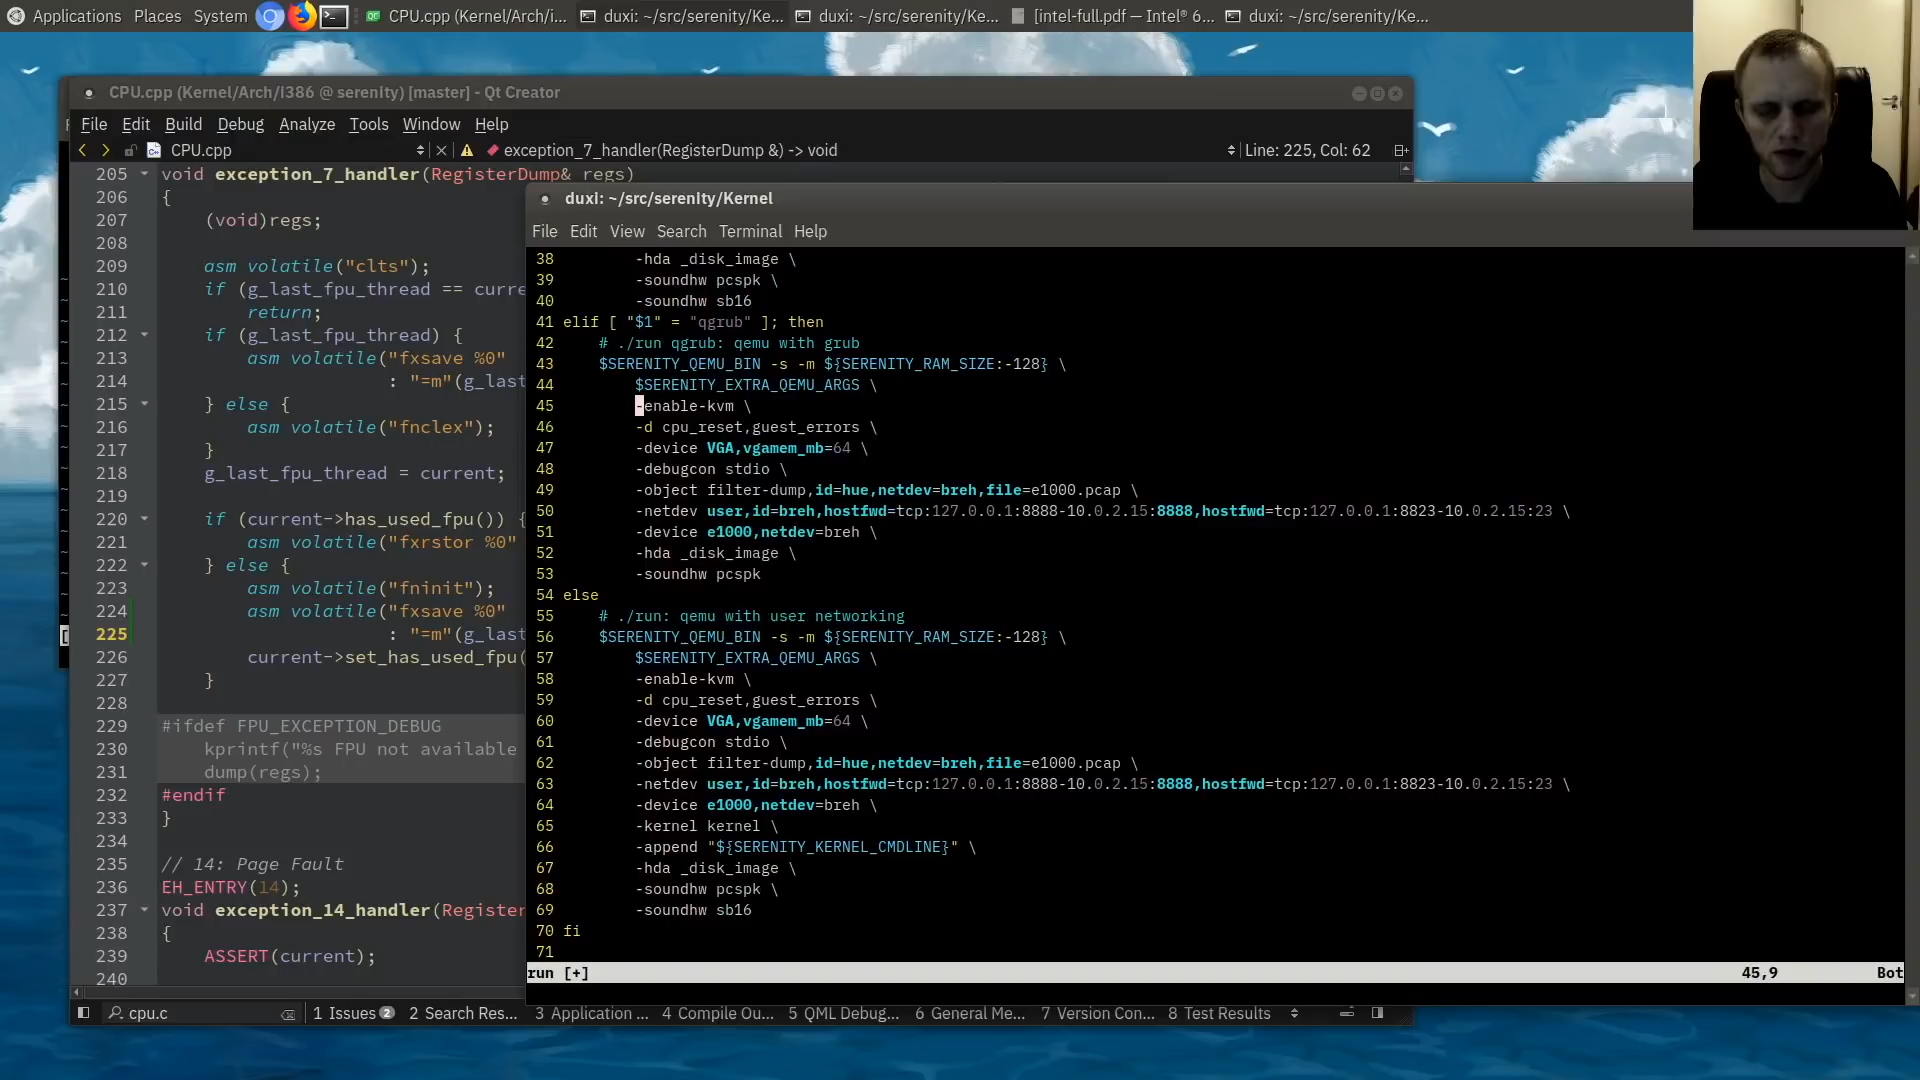 Applications Places System CPU.cpp (Kernel/Arch/i... duxi: ~/src/serenity/Ke... duxi: ~/src/serenity/Ke... [intel-full.pdf — Intel® 6... duxi: ~/src/serenity/Ke...
CPU.cpp (Kernel/Arch/i386 @ serenity) [master] - Qt Creator
File Edit Build Debug Analyze Tools Window Help
CPU.cpp exception_7_handler(RegisterDump &) -> void Line: 225, Col: 62
205 void exception_7_handler(RegisterDump& regs)
206 {
207 (void)regs;
208
209 asm volatile("clts");
210 if (g_last_fpu_thread == curre
211 return;
212 if (g_last_fpu_thread) {
213 asm volatile("fxsave %0"
214 : "=m"(g_last
215 } else {
216 asm volatile("fnclex");
217 }
218 g_last_fpu_thread = current;
219
220 if (current->has_used_fpu()) {
221 asm volatile("fxrstor %0"
222 } else {
223 asm volatile("fninit");
224 asm volatile("fxsave %0"
225 : "=m"(g_last
226 current->set_has_used_fpu(
227 }
228
229 #ifdef FPU_EXCEPTION_DEBUG
230 kprintf("%s FPU not available
231 dump(regs);
232 #endif
233 }
234
235 // 14: Page Fault
236 EH_ENTRY(14);
237 void exception_14_handler(Register
238 {
239 ASSERT(current);
240
cpu.c 1 Issues 2 2 Search Res... 3 Application ... 4 Compile Ou... 5 QML Debug... 6 General Me... 7 Version Con... 8 Test Results
duxi: ~/src/serenity/Kernel
File Edit View Search Terminal Help
38 -hda _disk_image \
39 -soundhw pcspk \
40 -soundhw sb16
41 elif [ "$1" = "qgrub" ]; then
42 # ./run qgrub: qemu with grub
43 $SERENITY_QEMU_BIN -s -m ${SERENITY_RAM_SIZE:-128} \
44 $SERENITY_EXTRA_QEMU_ARGS \
45 -enable-kvm \
46 -d cpu_reset,guest_errors \
47 -device VGA,vgamem_mb=64 \
48 -debugcon stdio \
49 -object filter-dump,id=hue,netdev=breh,file=e1000.pcap \
50 -netdev user,id=breh,hostfwd=tcp:127.0.0.1:8888-10.0.2.15:8888,hostfwd=tcp:127.0.0.1:8823-10.0.2.15:23 \
51 -device e1000,netdev=breh \
52 -hda _disk_image \
53 -soundhw pcspk
54 else
55 # ./run: qemu with user networking
56 $SERENITY_QEMU_BIN -s -m ${SERENITY_RAM_SIZE:-128} \
57 $SERENITY_EXTRA_QEMU_ARGS \
58 -enable-kvm \
59 -d cpu_reset,guest_errors \
60 -device VGA,vgamem_mb=64 \
61 -debugcon stdio \
62 -object filter-dump,id=hue,netdev=breh,file=e1000.pcap \
63 -netdev user,id=breh,hostfwd=tcp:127.0.0.1:8888-10.0.2.15:8888,hostfwd=tcp:127.0.0.1:8823-10.0.2.15:23 \
64 -device e1000,netdev=breh \
65 -kernel kernel \
66 -append "${SERENITY_KERNEL_CMDLINE}" \
67 -hda _disk_image \
68 -soundhw pcspk \
69 -soundhw sb16
70 fi
71
run [+] 45,9 Bot